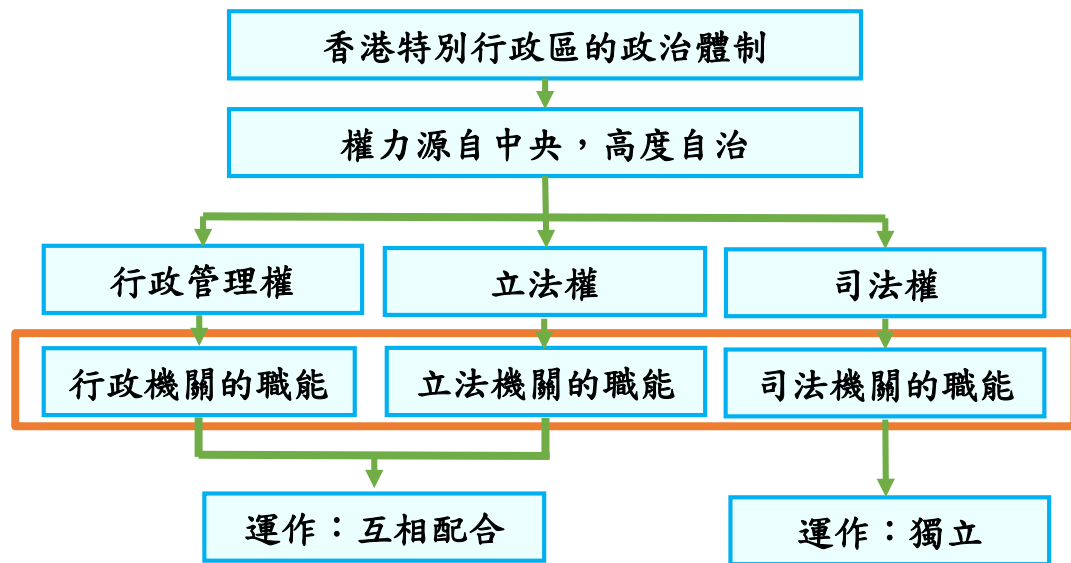 香港特別行政區的政治體制
權力源自中央，高度自治
行政管理權
立法權
司法權
行政機關的職能
立法機關的職能
司法機關的職能
運作：互相配合
運作：獨立